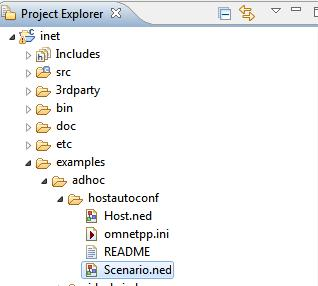 Project Explorer
inet
Includes
src
3rdparty
bin
doc
etc
examples
adhoc
hostautoconf
Host.ned
omnetpp.ini
README
Scenario.ned